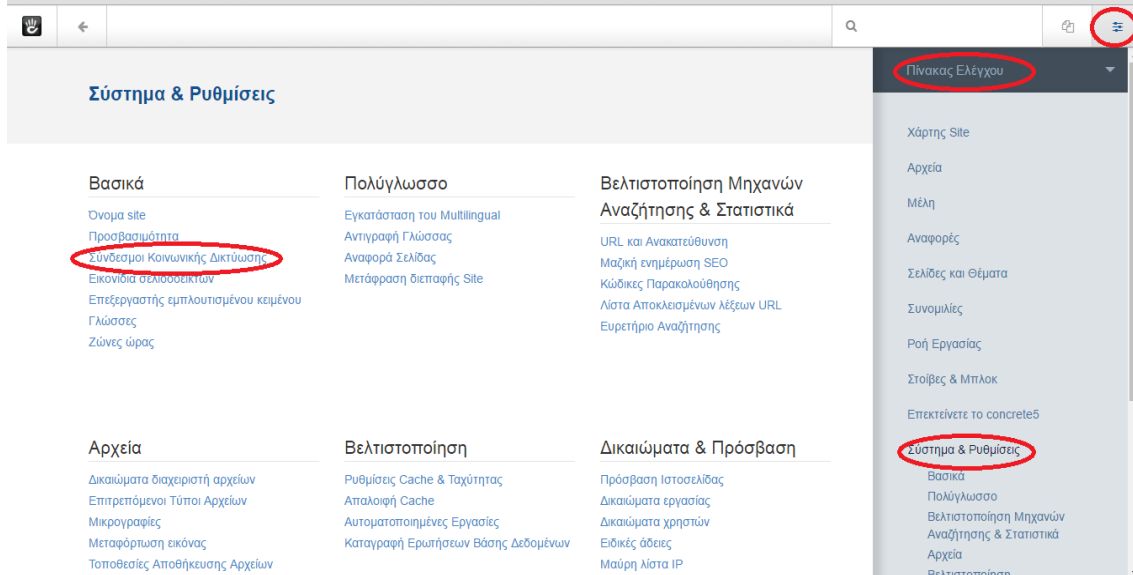 Σύστημα & Ρυθμίσεις
Βασικά
Όνομα site
Προσβασιμότητα
Σύνδεσμοι Κοινωνικής Δικτύωσης
Εικονίδια σελιδοδεικτών
Επεξεργαστής εμπλουτισμένου κειμένου
Γλώσσες
Ζώνες ώρας
Πολύγλωσσο
Εγκατάσταση του Multilingual
Αντιγραφή Γλώσσας
Αναφορά Σελίδας
Μετάφραση διεπαφής Site
Βελτιστοποίηση Μηχανών
Αναζήτησης & Στατιστικά
URL και Ανακατεύθυνση
Μαζική ενημέρωση SEO
Κώδικες Παρακολούθησης
Λίστα Αποκλεισμένων λέξεων URL
Ευρετήριο Αναζήτησης
Αρχεία
Δικαιώματα διαχειριστή αρχείων
Επιτρεπόμενοι Τύποι Αρχείων
Μικρογραφίες
Μεταφόρτωση εικόνας
Τοποθεσίες Αποθήκευσης Αρχείων
Βελτιστοποίηση
Ρυθμίσεις Cache & Ταχύτητας
Απαλοιφή Cache
Αυτοματοποιημένες Εργασίες
Καταγραφή Ερωτήσεων Βάσης Δεδομένων
Δικαιώματα & Πρόσβαση
Πρόσβαση Ιστοσελίδας
Δικαιώματα εργασίας
Δικαιώματα χρηστών
Ειδικές άδειες
Μαύρη λίστα IP
Πίνακας Ελέγχου
Χάρτης Site
Αρχεία
Μέλη
Αναφορές
Σελίδες και Θέματα
Συνομιλίες
Ροή Εργασίας
Στοίβες & Μπλοκ
Επεκτείνετε το concrete5
Σύστημα & Ρυθμίσεις
Βασικά
Πολύγλωσσο
Βελτιστοποίηση Μηχανών
Αναζήτησης & Στατιστικά
Αρχεία
Βελτιστοποίηση